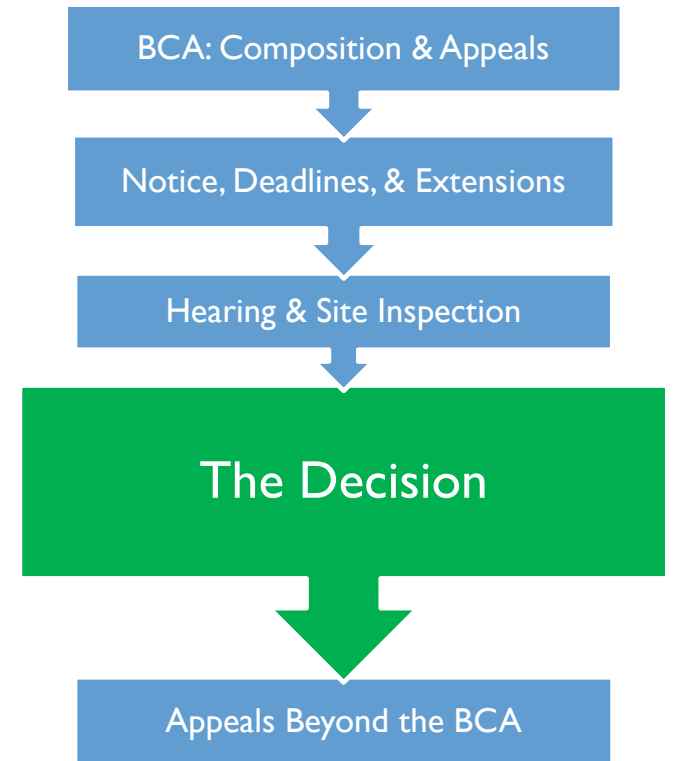 BCA: Composition & Appeals
Notice, Deadlines, & Extensions
Hearing & Site Inspection
The Decision
Appeals Beyond the BCA